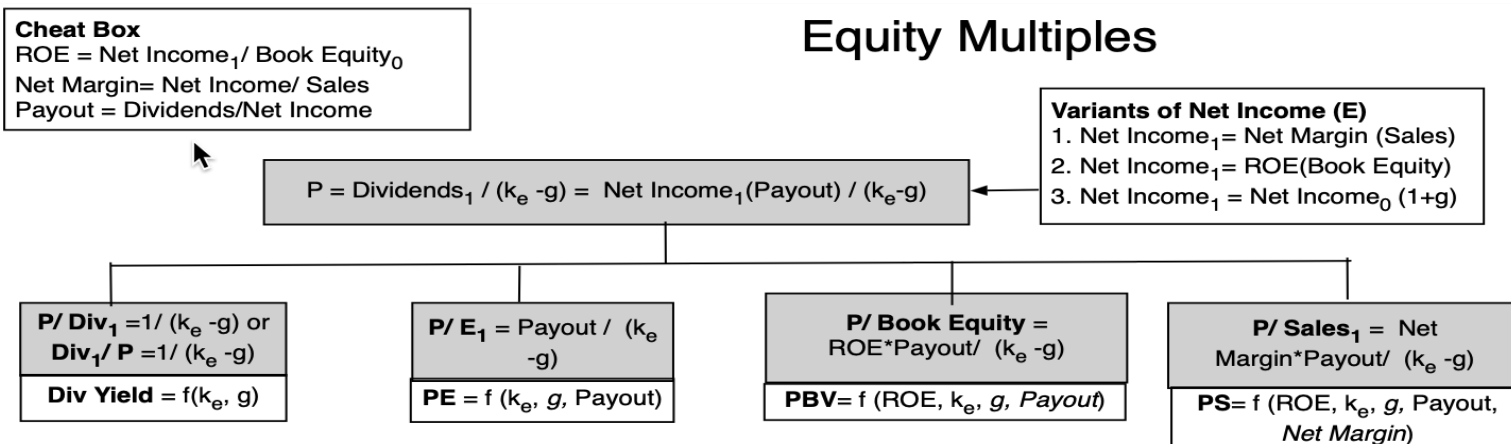 Equity Multiples
Cheat Box
ROE = Net Income₁/ Book Equity₀
Net Margin= Net Income/ Sales
Payout = Dividends/Net Income
Variants of Net Income (E)
1. Net Income₁= Net Margin (Sales)
2. Net Income₁= ROE(Book Equity)
3. Net Income₁ = Net Income₀ (1+g)
P = Dividends₁ / (kₑ -g) = Net Income₁(Payout) / (kₑ-g)
P/ Div₁ =1/ (kₑ -g) or
Div₁/ P =1/ (kₑ -g)
Div Yield = f(kₑ, g)
P/ E₁ = Payout / (kₑ
-g)
PE = f (kₑ, g, Payout)
P/ Book Equity =
ROE*Payout/ (kₑ -g)
PBV= f (ROE, kₑ, g, Payout)
P/ Sales₁ = Net
Margin*Payout/ (kₑ -g)
PS= f (ROE, kₑ, g, Payout,
Net Margin)